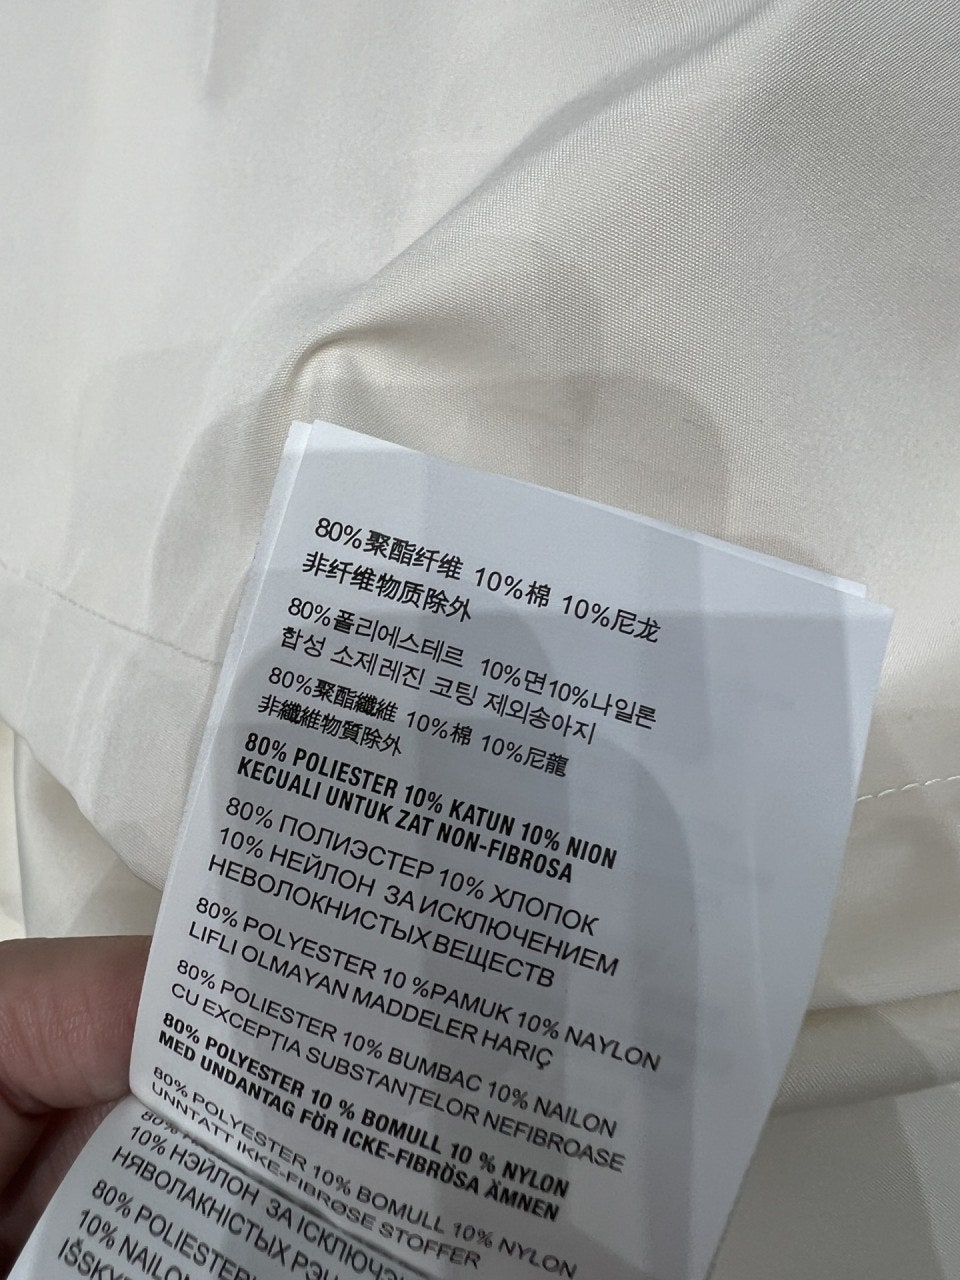 80%聚酯纤维 10%棉 10%尼龙
非纤维物质除外
80%폴리에스테르 10%면10%나일론
합성 소제레진 코팅 제외송아지
80%聚酯纖維 10%棉 10%尼龍
非纖維物質除外
80% POLIESTER 10% KATUN 10% NION
KECUALI UNTUK ZAT NON-FIBROSA
80% ПОЛИЭСТЕР 10% ХЛОПОК
10% НЕЙЛОН ЗА ИСКЛЮЧЕНИЕМ
НЕВОЛОКНИСТЫХ ВЕЩЕСТВ
80% POLYESTER 10 %PAMUK 10% NAYLON
LIFLI OLMAYAN MADDELER HARIÇ
80% POLIESTER 10% BUMBAC 10% NAILON
CU EXCEPTIA SUBSTANȚELOR NEFIBROASE
80% POLYESTER 10 % BOMULL 10 % NYLON
MED UNDANTAG FÖR ICKE-FIBRÖSA ÄMNEN
80% POLYESTER 10% BOMULL 10% NYLON
UNNTATT IKKE-FIBRØSE STOFFER
80%
10% НЭЙЛОН ЗА ІСКЛЮЧЭ
НЯВОЛАКНІСТЫХ РЭЧ
80% POLIESTER
10% NAILO
IŠSKY